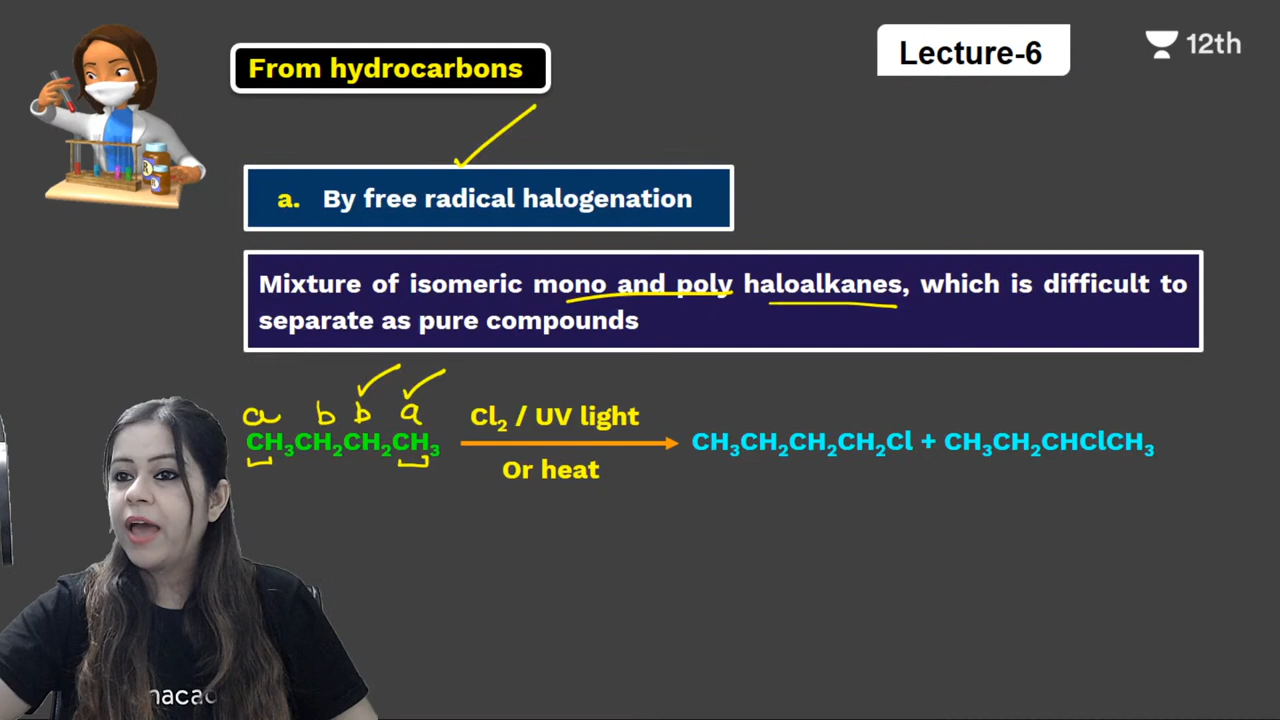 Lecture-6
12th
From hydrocarbons
a. By free radical halogenation
Mixture of isomeric mono and poly haloalkanes, which is difficult to
separate as pure compounds
a b b a
Cl₂ / UV light
CH₃CH₂CH₂CH₃ CH₃CH₂CH₂CH₂Cl + CH₃CH₂CHClCH₃
Or heat